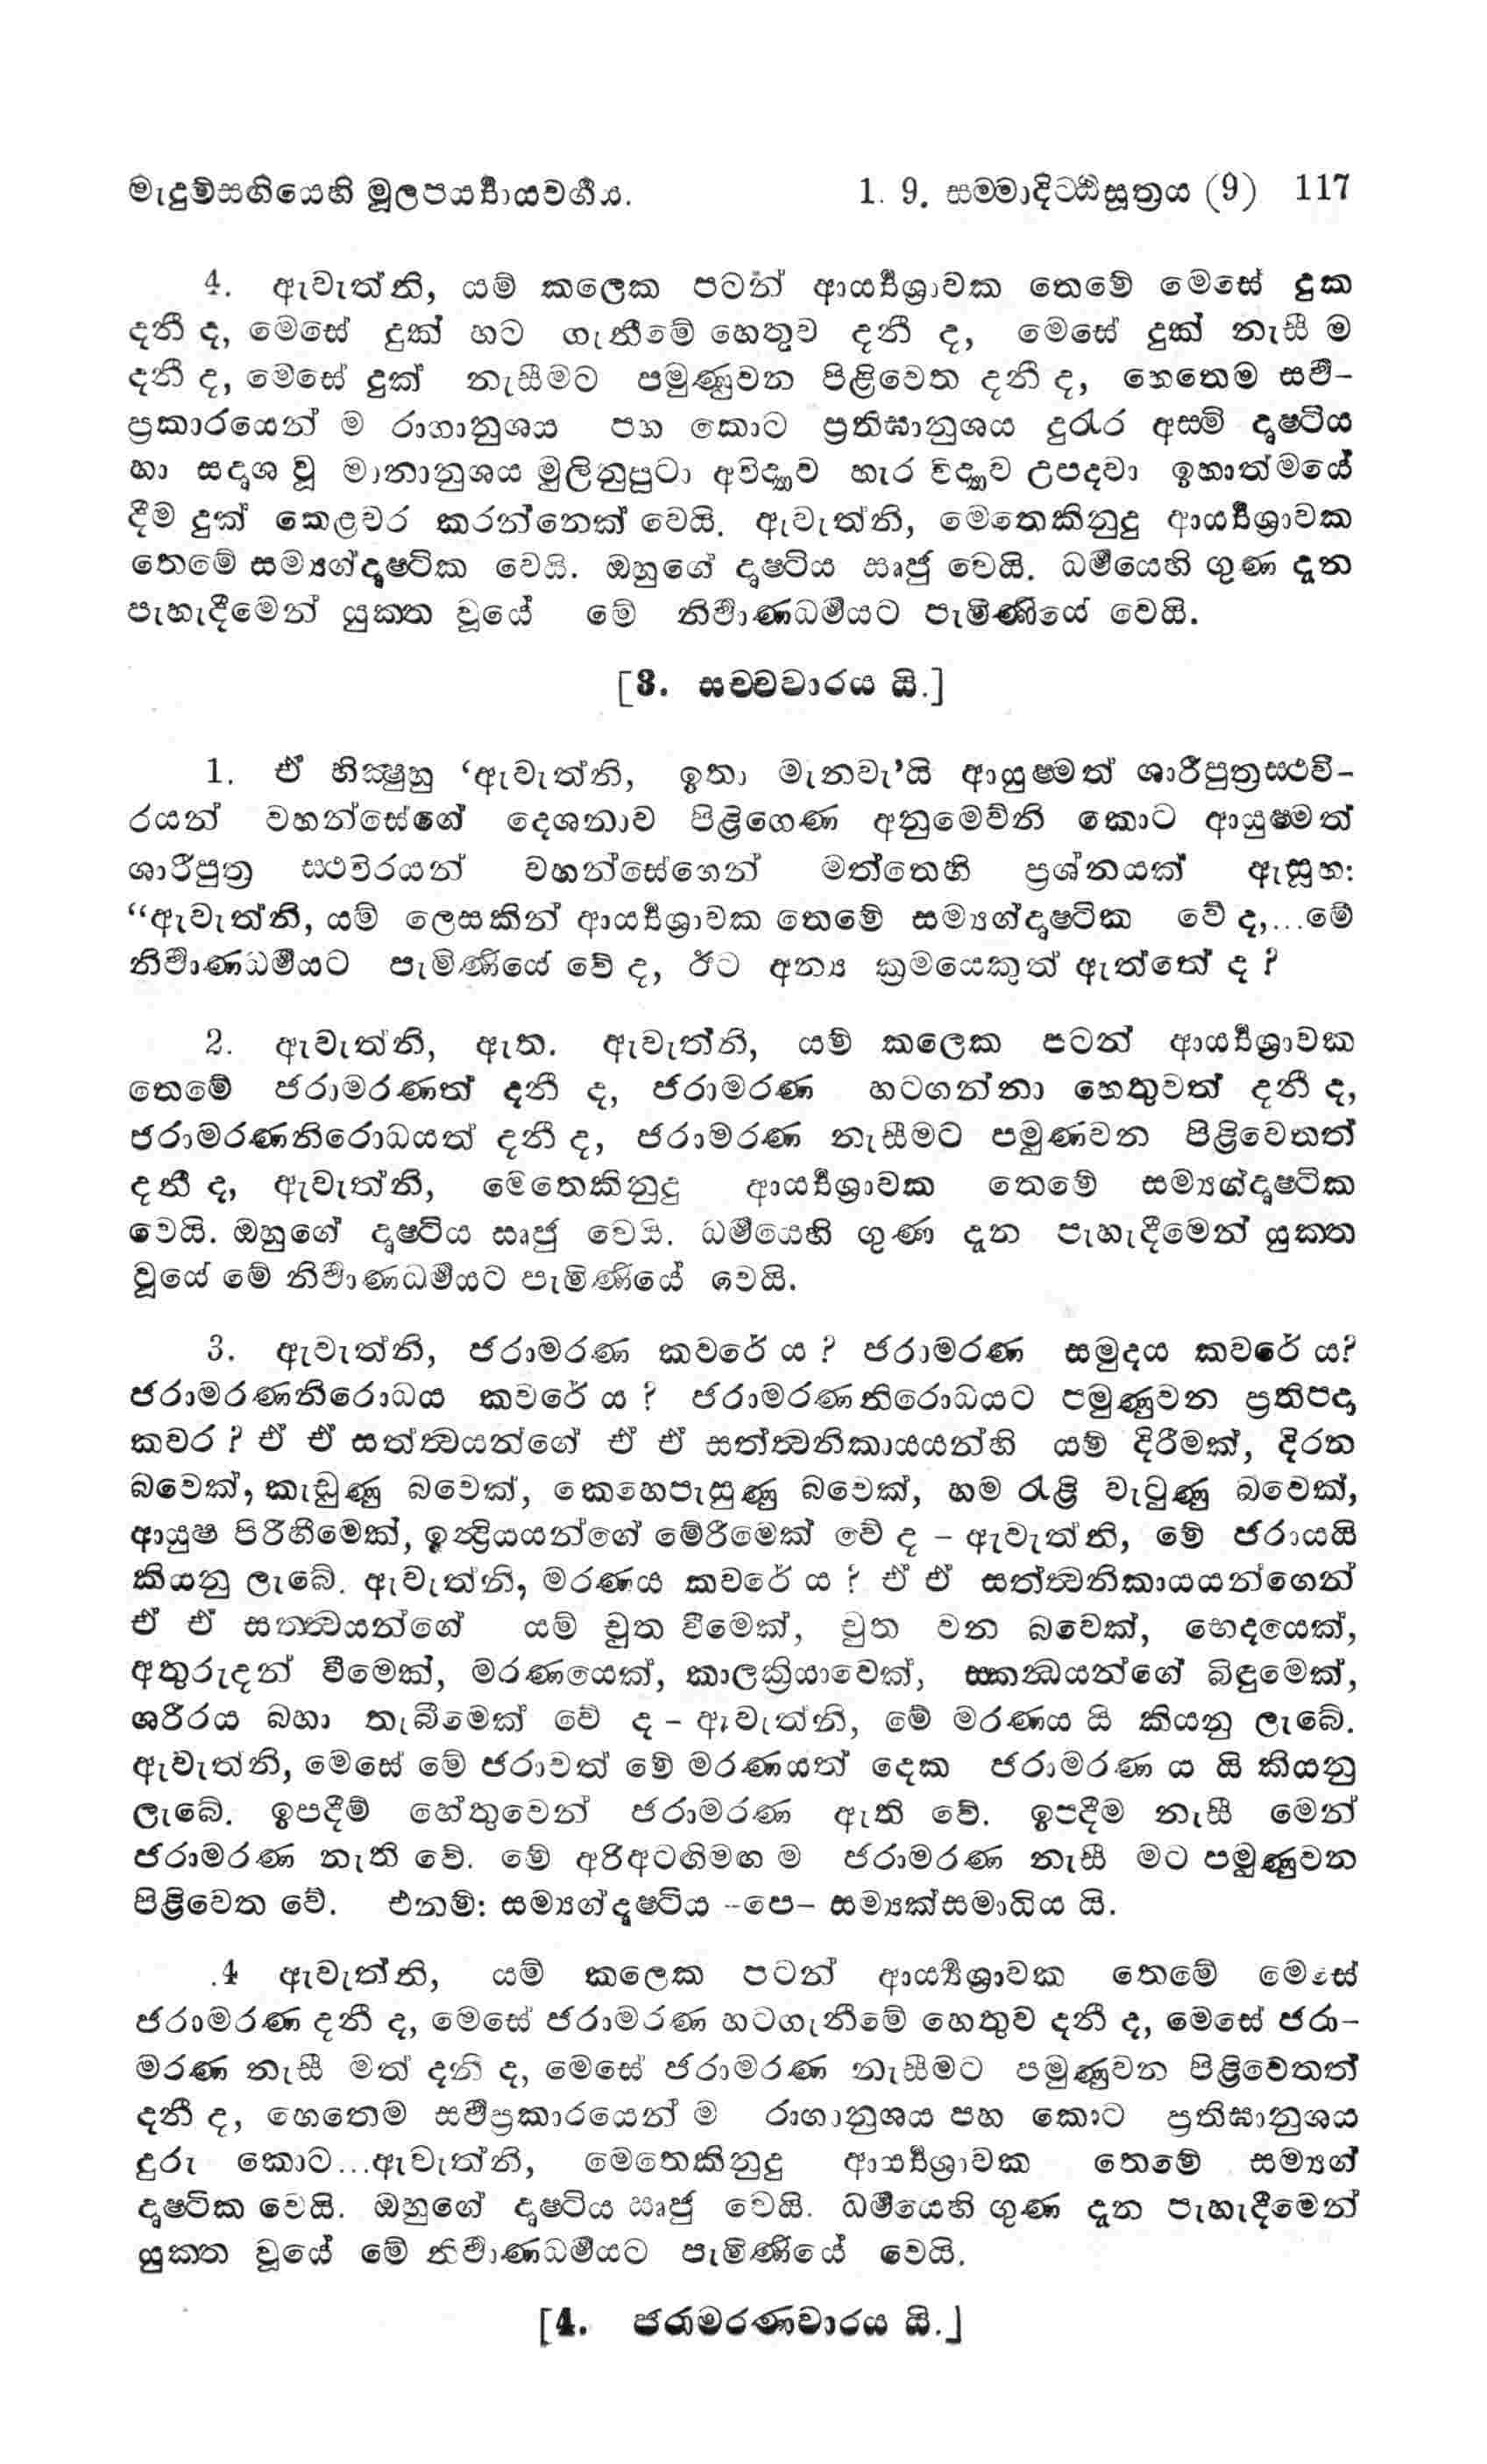 මැදුම්සඟියෙහි මූලපර්‍ය්‍යායවර්‍ගය. 1. 9. සම්මාදිට්ඨිසූත්‍රය (9) 117
4. ඇවැත්නි, යම් කලෙක පටන් ආර්‍ය්‍යශ්‍රාවක තෙමේ මෙසේ දුක
දනී ද, මෙසේ දුක් හට ගැනීමේ හෙතුව දනී ද, මෙසේ දුක් නැසී ම
දනී ද, මෙසේ දුක් නැසීමට පමුණුවන පිළිවෙත දනී ද, හෙතෙම සර්‍ව-
ප්‍රකාරයෙන් ම රාගානුශය පහ කොට ප්‍රතිඝානුශය දුරැර අස්මි දෘෂ්ටිය
හා සදෘශ වූ මානානුශය මුලිනුපුටා අවිද්‍යාව හැර විද්‍යාව උපදවා ඉහාත්මයේ
දීම දුක් කෙළවර කරන්නෙක් වෙයි. ඇවැත්නි, මෙතෙකිනුදු ආර්‍ය්‍යශ්‍රාවක
තෙමේ සම්‍යග්දෘෂ්ටික වෙයි. ඔහුගේ දෘෂ්ටිය ඍජු වෙයි. ධර්‍මයෙහි ගුණ දැන
පැහැදීමෙන් යුක්ත වූයේ මේ නිර්‍වාණධර්‍මයට පැමිණියේ වෙයි.
[3. සච්චවාරය යි.]
1. ඒ භික්‍ෂුහු ‘ඇවැත්නි, ඉතා මැනවැ’යි ආයුෂ්මත් ශාරීපුත්‍රස්ථවි-
රයන් වහන්සේගේ දෙශනාව පිළිගෙණ අනුමෙව්නි කොට ආයුෂ්මත්
ශාරීපුත්‍ර ස්ථවිරයන් වහන්සේගෙන් මත්තෙහි ප්‍රශ්නයක් ඇසූහ:
“ඇවැත්නි, යම් ලෙසකින් ආර්‍ය්‍යශ්‍රාවක තෙමේ සම්‍යග්දෘෂ්ටික වේ ද,...මේ
නිර්‍වාණධර්‍මයට පැමිණියේ වේ ද, ඊට අන්‍ය ක්‍රමයෙකුත් ඇත්තේ ද ?
2. ඇවැත්නි, ඇත. ඇවැත්නි, යම් කලෙක පටන් ආර්‍ය්‍යශ්‍රාවක
තෙමේ ජරාමරණත් දනී ද, ජරාමරණ හටගන්නා හෙතුවත් දනී ද,
ජරාමරණනිරොධයත් දනී ද, ජරාමරණ නැසීමට පමුණවන පිළිවෙතත්
දනී ද, ඇවැත්නි, මෙතෙකිනුදු ආර්‍ය්‍යශ්‍රාවක තෙමේ සම්‍යග්දෘෂ්ටික
වෙයි. ඔහුගේ දෘෂ්ටිය ඍජු වෙයි. ධර්‍මයෙහි ගුණ දැන පැහැදීමෙන් යුක්ත
වූයේ මේ නිර්‍වාණධර්‍මයට පැමිණියේ වෙයි.
3. ඇවැත්නි, ජරාමරණ කවරේ ය ? ජරාමරණ සමුදය කවරේ ය?
ජරාමරණනිරොධය කවරේ ය ? ජරාමරණනිරොධයට පමුණුවන ප්‍රතිපදා
කවර ? ඒ ඒ සත්ත්‍වයන්ගේ ඒ ඒ සත්ත්‍වනිකායයන්හි යම් දිරීමක්, දිරන
බවෙක්, කැඩුණු බවෙක්, කෙහෙපැසුණු බවෙක්, හම රැළි වැටුණු බවෙක්,
ආයුෂ පිරිහීමෙක්, ඉන්‍ද්‍රියයන්ගේ මේරීමෙක් වේ ද - ඇවැත්නි, මේ ජරායයි
කියනු ලැබේ. ඇවැත්නි, මරණය කවරේ ය ? ඒ ඒ සත්ත්‍වනිකායයන්ගෙන්
ඒ ඒ සත්ත්‍වයන්ගේ යම් චුත වීමෙක්, චුත වන බවෙක්, භෙදයෙක්,
අතුරුදන් වීමෙක්, මරණයෙක්, කාලක්‍රියාවෙක්, ස්කන්‍ධයන්ගේ බිඳුමෙක්,
ශරීරය බහා තැබීමෙක් වේ ද - ඇවැත්නි, මේ මරණය යි කියනු ලැබේ.
ඇවැත්නි, මෙසේ මේ ජරාවත් මේ මරණයත් දෙක ජරාමරණ ය යි කියනු
ලැබේ. ඉපදීම් හේතුවෙන් ජරාමරණ ඇති වේ. ඉපදීම නැසී මෙන්
ජරාමරණ නැති වේ. මේ අරිඅටඟිමඟ ම ජරාමරණ නැසී මට පමුණුවන
පිළිවෙත වේ. එනම්: සම්‍යග්දෘෂ්ටිය -පෙ- සම්‍යක්සමාධිය යි.
.4 ඇවැත්නි, යම් කලෙක පටන් ආර්‍ය්‍යශ්‍රාවක තෙමේ මෙසේ
ජරාමරණ දනී ද, මෙසේ ජරාමරණ හටගැනීමේ හෙතුව දනී ද, මෙසේ ජරා-
මරණ නැසී මත් දනි ද, මෙසේ ජරාමරණ නැසීමට පමුණුවන පිළිවෙතත්
දනී ද, හෙතෙම සර්‍වප්‍රකාරයෙන් ම රාගානුශය පහ කොට ප්‍රතිඝානුශය
දුරැ කොට...ඇවැත්නි, මෙතෙකිනුදු ආර්‍ය්‍යශ්‍රාවක තෙමේ සම්‍යග්
දෘෂ්ටික වෙයි. ඔහුගේ දෘෂ්ටිය ඍජු වෙයි. ධර්‍මයෙහි ගුණ දැන පැහැදීමෙන්
යුක්ත වූයේ මේ නිර්‍වාණධර්‍මයට පැමිණියේ වෙයි.
[4. ජරාමරණවාරය යි.]